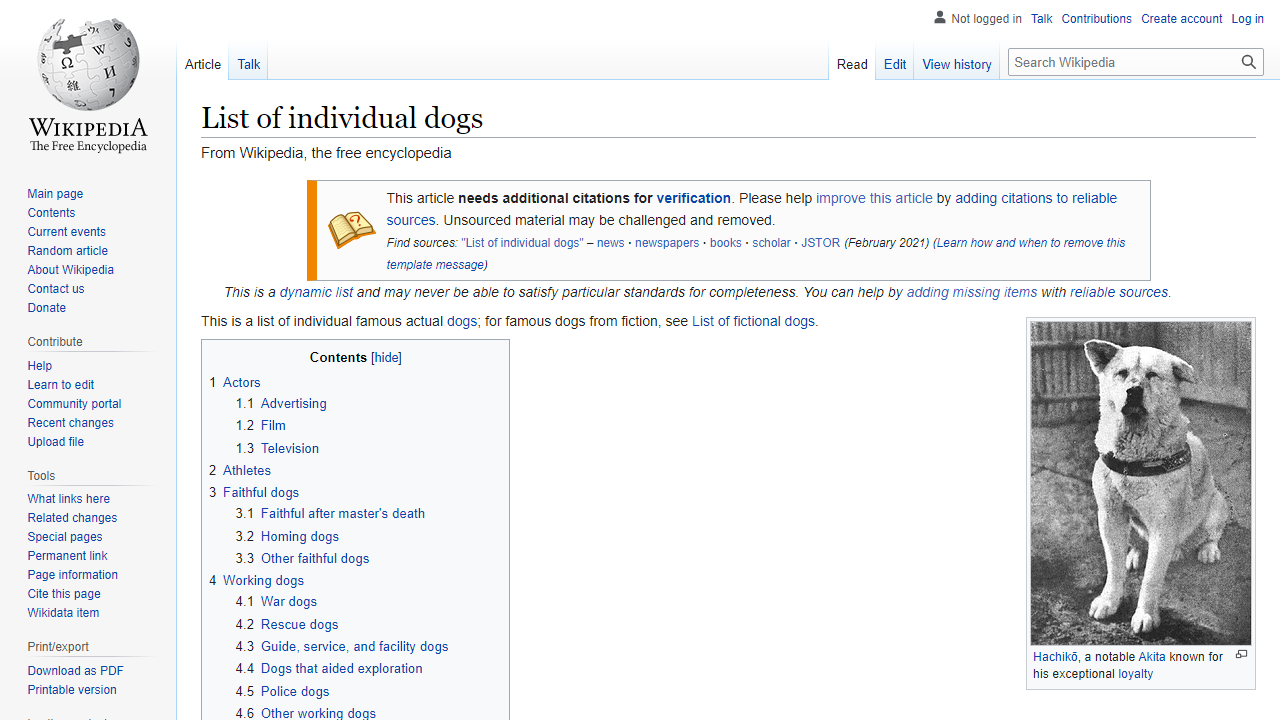 Not logged in Talk Contributions Create account Log in
Article Talk Read Edit View history Search Wikipedia
WIKIPEDIA
The Free Encyclopedia
Main page
Contents
Current events
Random article
About Wikipedia
Contact us
Donate
Contribute
Help
Learn to edit
Community portal
Recent changes
Upload file
Tools
What links here
Related changes
Special pages
Permanent link
Page information
Cite this page
Wikidata item
Print/export
Download as PDF
Printable version
List of individual dogs
From Wikipedia, the free encyclopedia
This article needs additional citations for verification. Please help improve this article by adding citations to reliable
sources. Unsourced material may be challenged and removed.
Find sources: "List of individual dogs" – news · newspapers · books · scholar · JSTOR (February 2021) (Learn how and when to remove this
template message)
This is a dynamic list and may never be able to satisfy particular standards for completeness. You can help by adding missing items with reliable sources.
This is a list of individual famous actual dogs; for famous dogs from fiction, see List of fictional dogs.
Contents [hide]
1 Actors
1.1 Advertising
1.2 Film
1.3 Television
2 Athletes
3 Faithful dogs
3.1 Faithful after master's death
3.2 Homing dogs
3.3 Other faithful dogs
4 Working dogs
4.1 War dogs
4.2 Rescue dogs
4.3 Guide, service, and facility dogs
4.4 Dogs that aided exploration
4.5 Police dogs
4.6 Other working dogs
Hachikō, a notable Akita known for
his exceptional loyalty